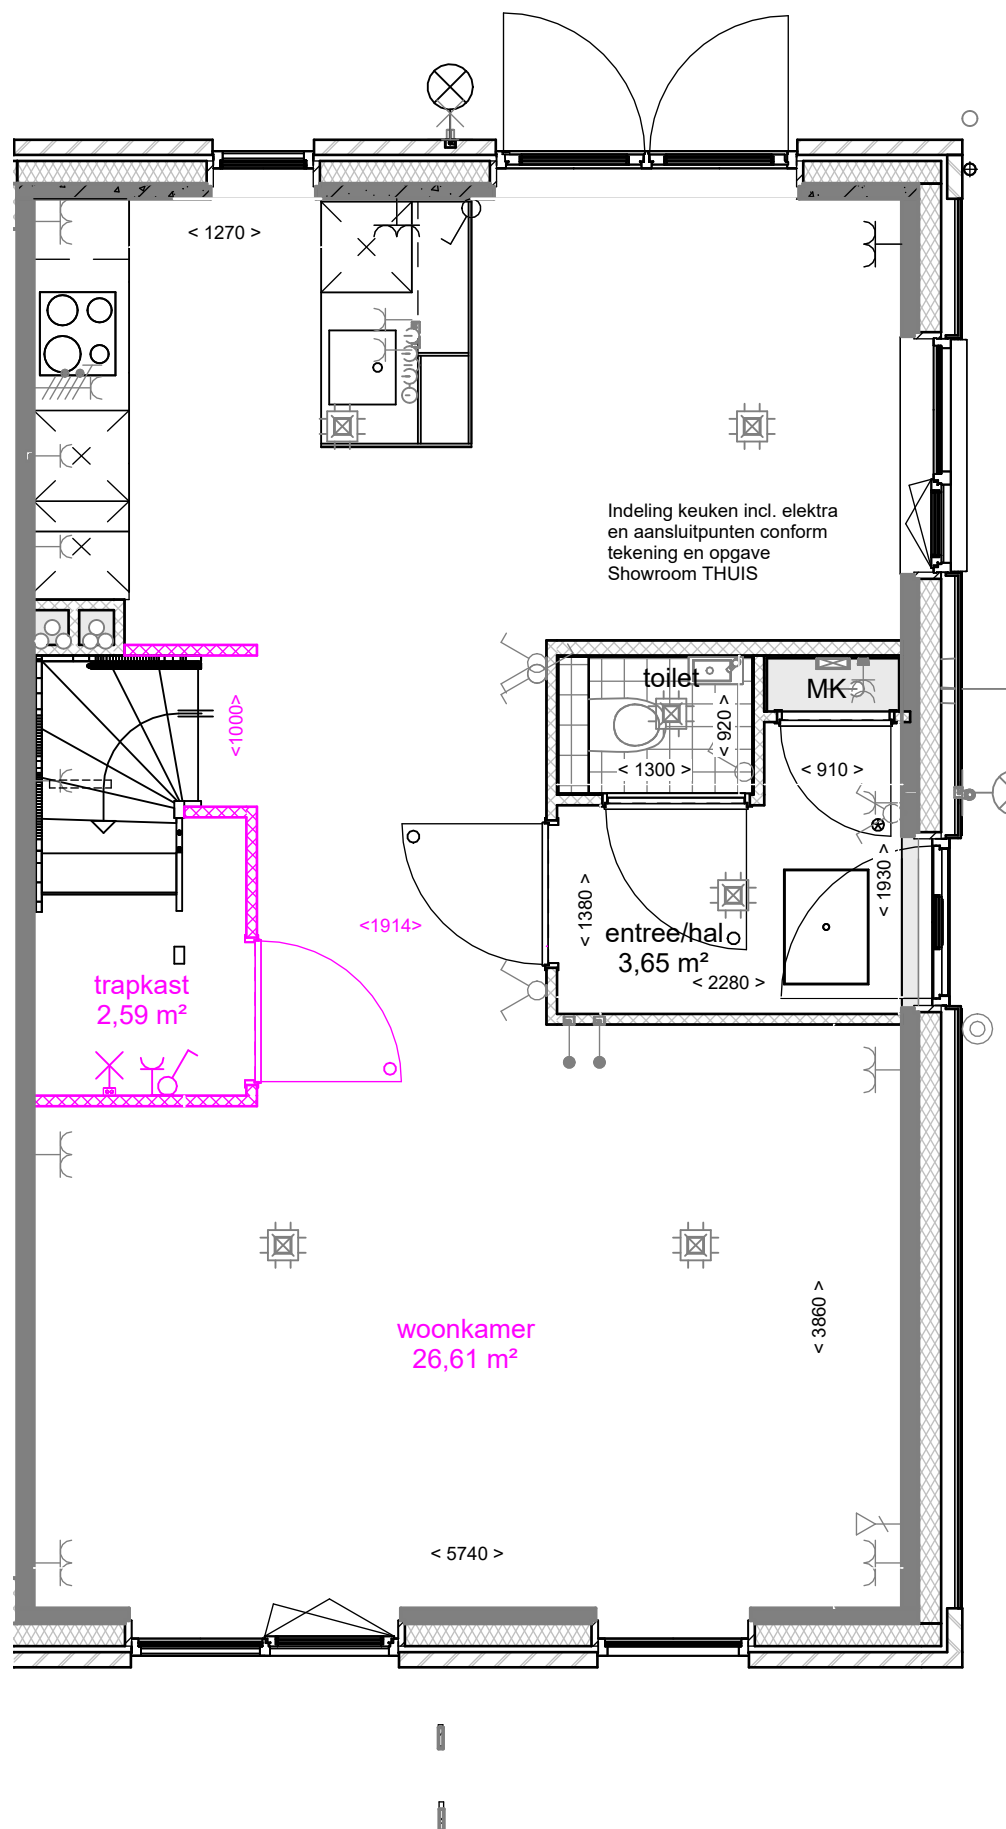 < 1270 >
Indeling keuken incl. elektra
en aansluitpunten conform
tekening en opgave
Showroom THUIS
toilet
MK
<1000>
< 920 >
< 1300 >
< 910 >
< 1930 >
< 1380 >
<1914>
entree/hal
3,65 m²
< 2280 >
trapkast
2,59 m²
woonkamer
26,61 m²
< 3860 >
< 5740 >